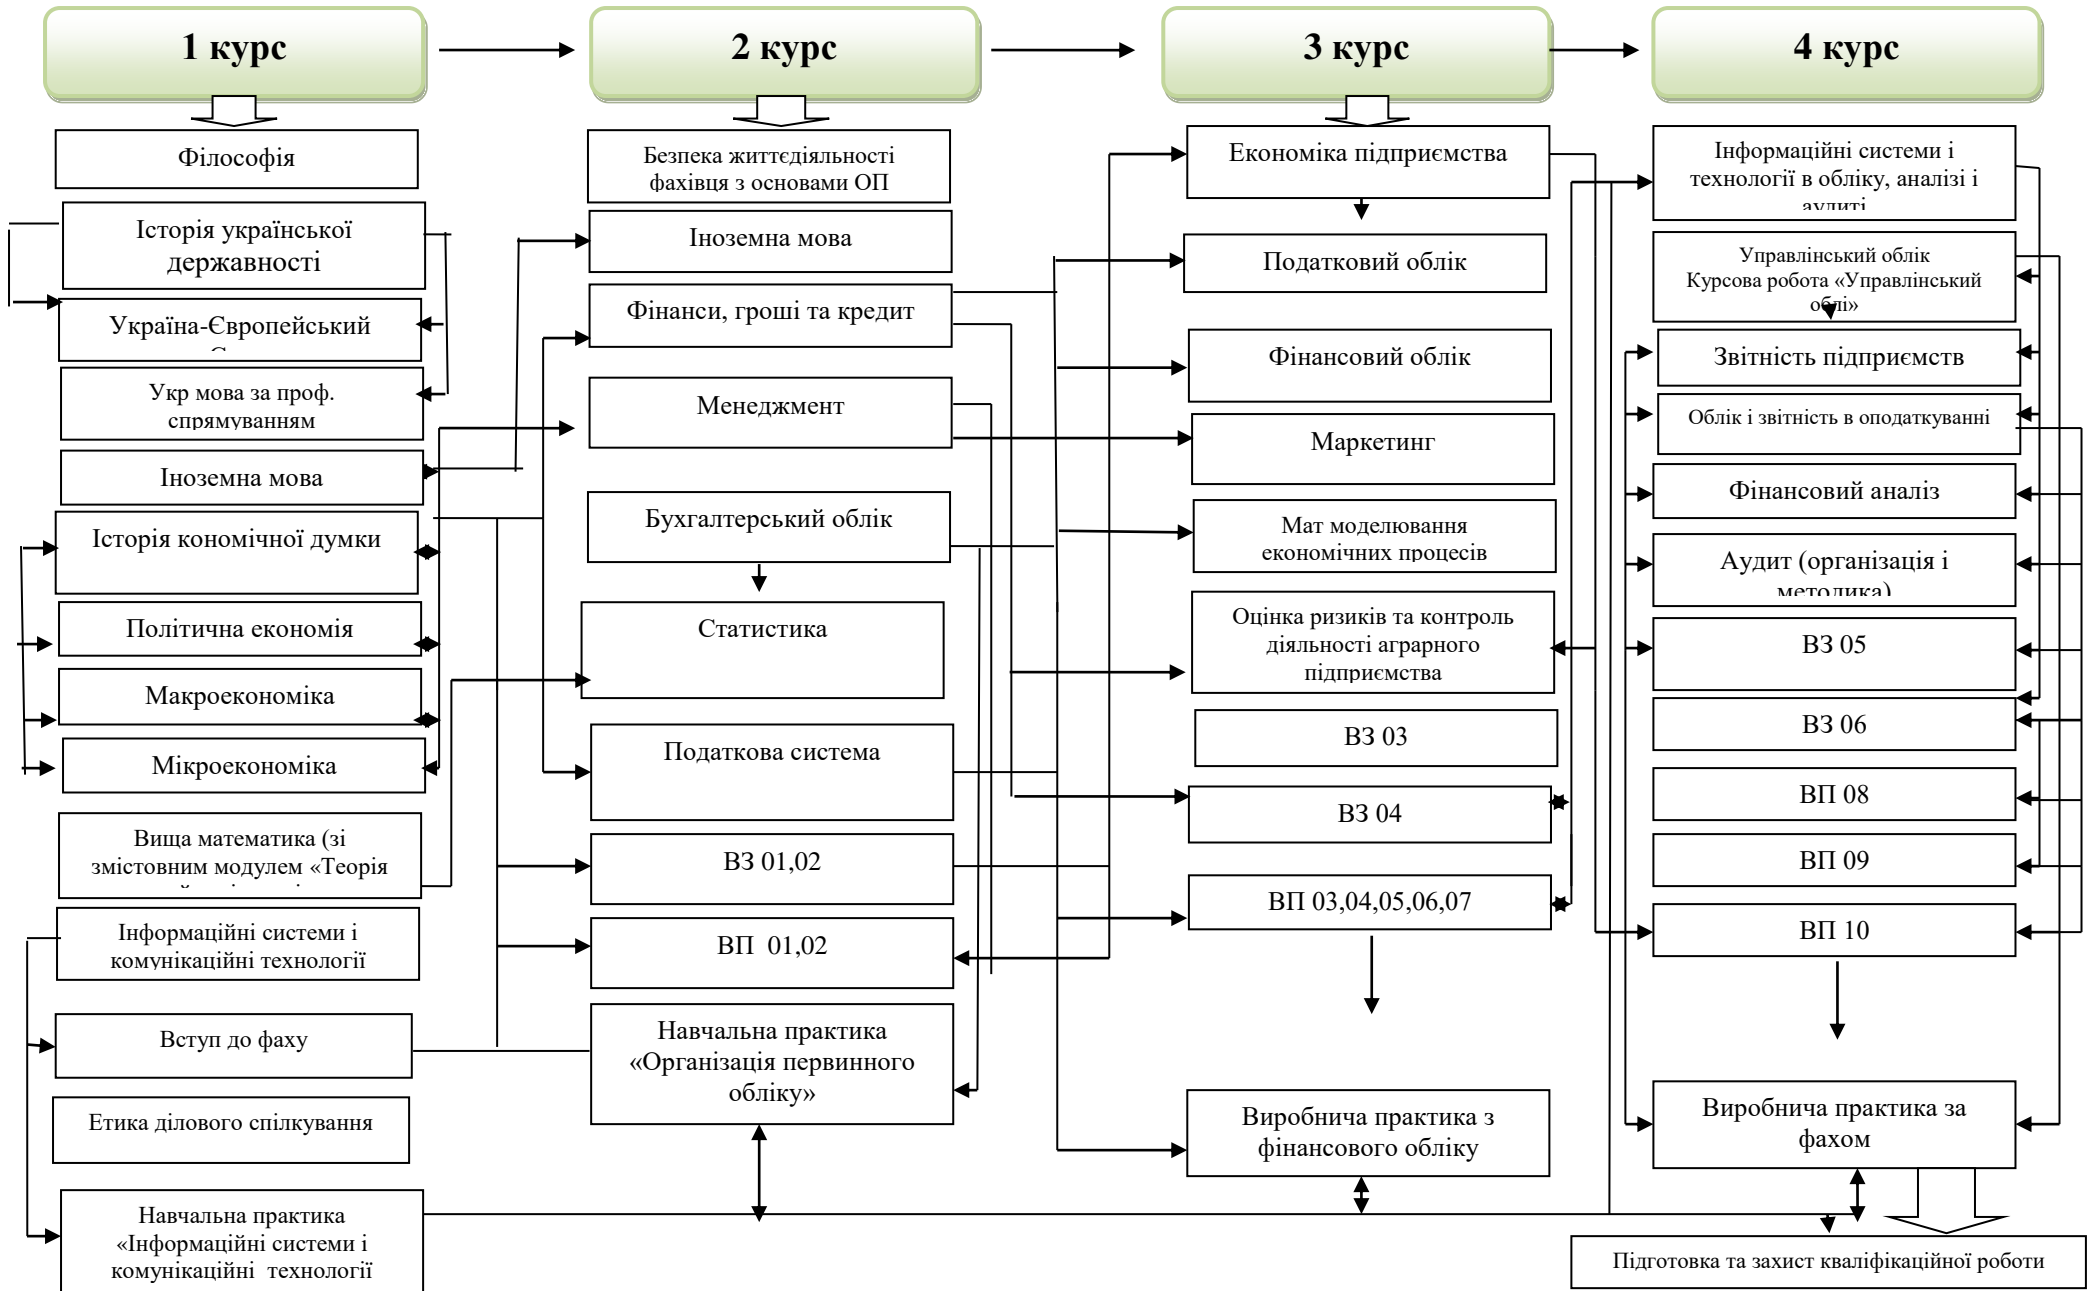 1 курс
2 курс
3 курс
4 курс
Філософія
Історія української
державності
Україна-Європейський
Укр мова за проф.
спрямуванням
Іноземна мова
Історія кономічної думки
Політична економія
Макроекономіка
Мікроекономіка
Вища математика (зі
змістовним модулем «Теорія
Інформаційні системи і
комунікаційні технології
Вступ до фаху
Етика ділового спілкування
Навчальна практика
«Інформаційні системи і
комунікаційні технології
Безпека життєдіяльності
фахівця з основами ОП
Іноземна мова
Фінанси, гроші та кредит
Менеджмент
Бухгалтерський облік
Статистика
Податкова система
ВЗ 01,02
ВП 01,02
Навчальна практика
«Організація первинного
обліку»
Економіка підприємства
Податковий облік
Фінансовий облік
Маркетинг
Мат моделювання
економічних процесів
Оцінка ризиків та контроль
діяльності аграрного
підприємства
ВЗ 03
ВЗ 04
ВП 03,04,05,06,07
Виробнича практика з
фінансового обліку
Інформаційні системи і
технології в обліку, аналізі і
аудиті
Управлінський облік
Курсова робота «Управлінський
облі»
Звітність підприємств
Облік і звітність в оподаткуванні
Фінансовий аналіз
Аудит (організація і
методика)
ВЗ 05
ВЗ 06
ВП 08
ВП 09
ВП 10
Виробнича практика за
фахом
Підготовка та захист кваліфікаційної роботи